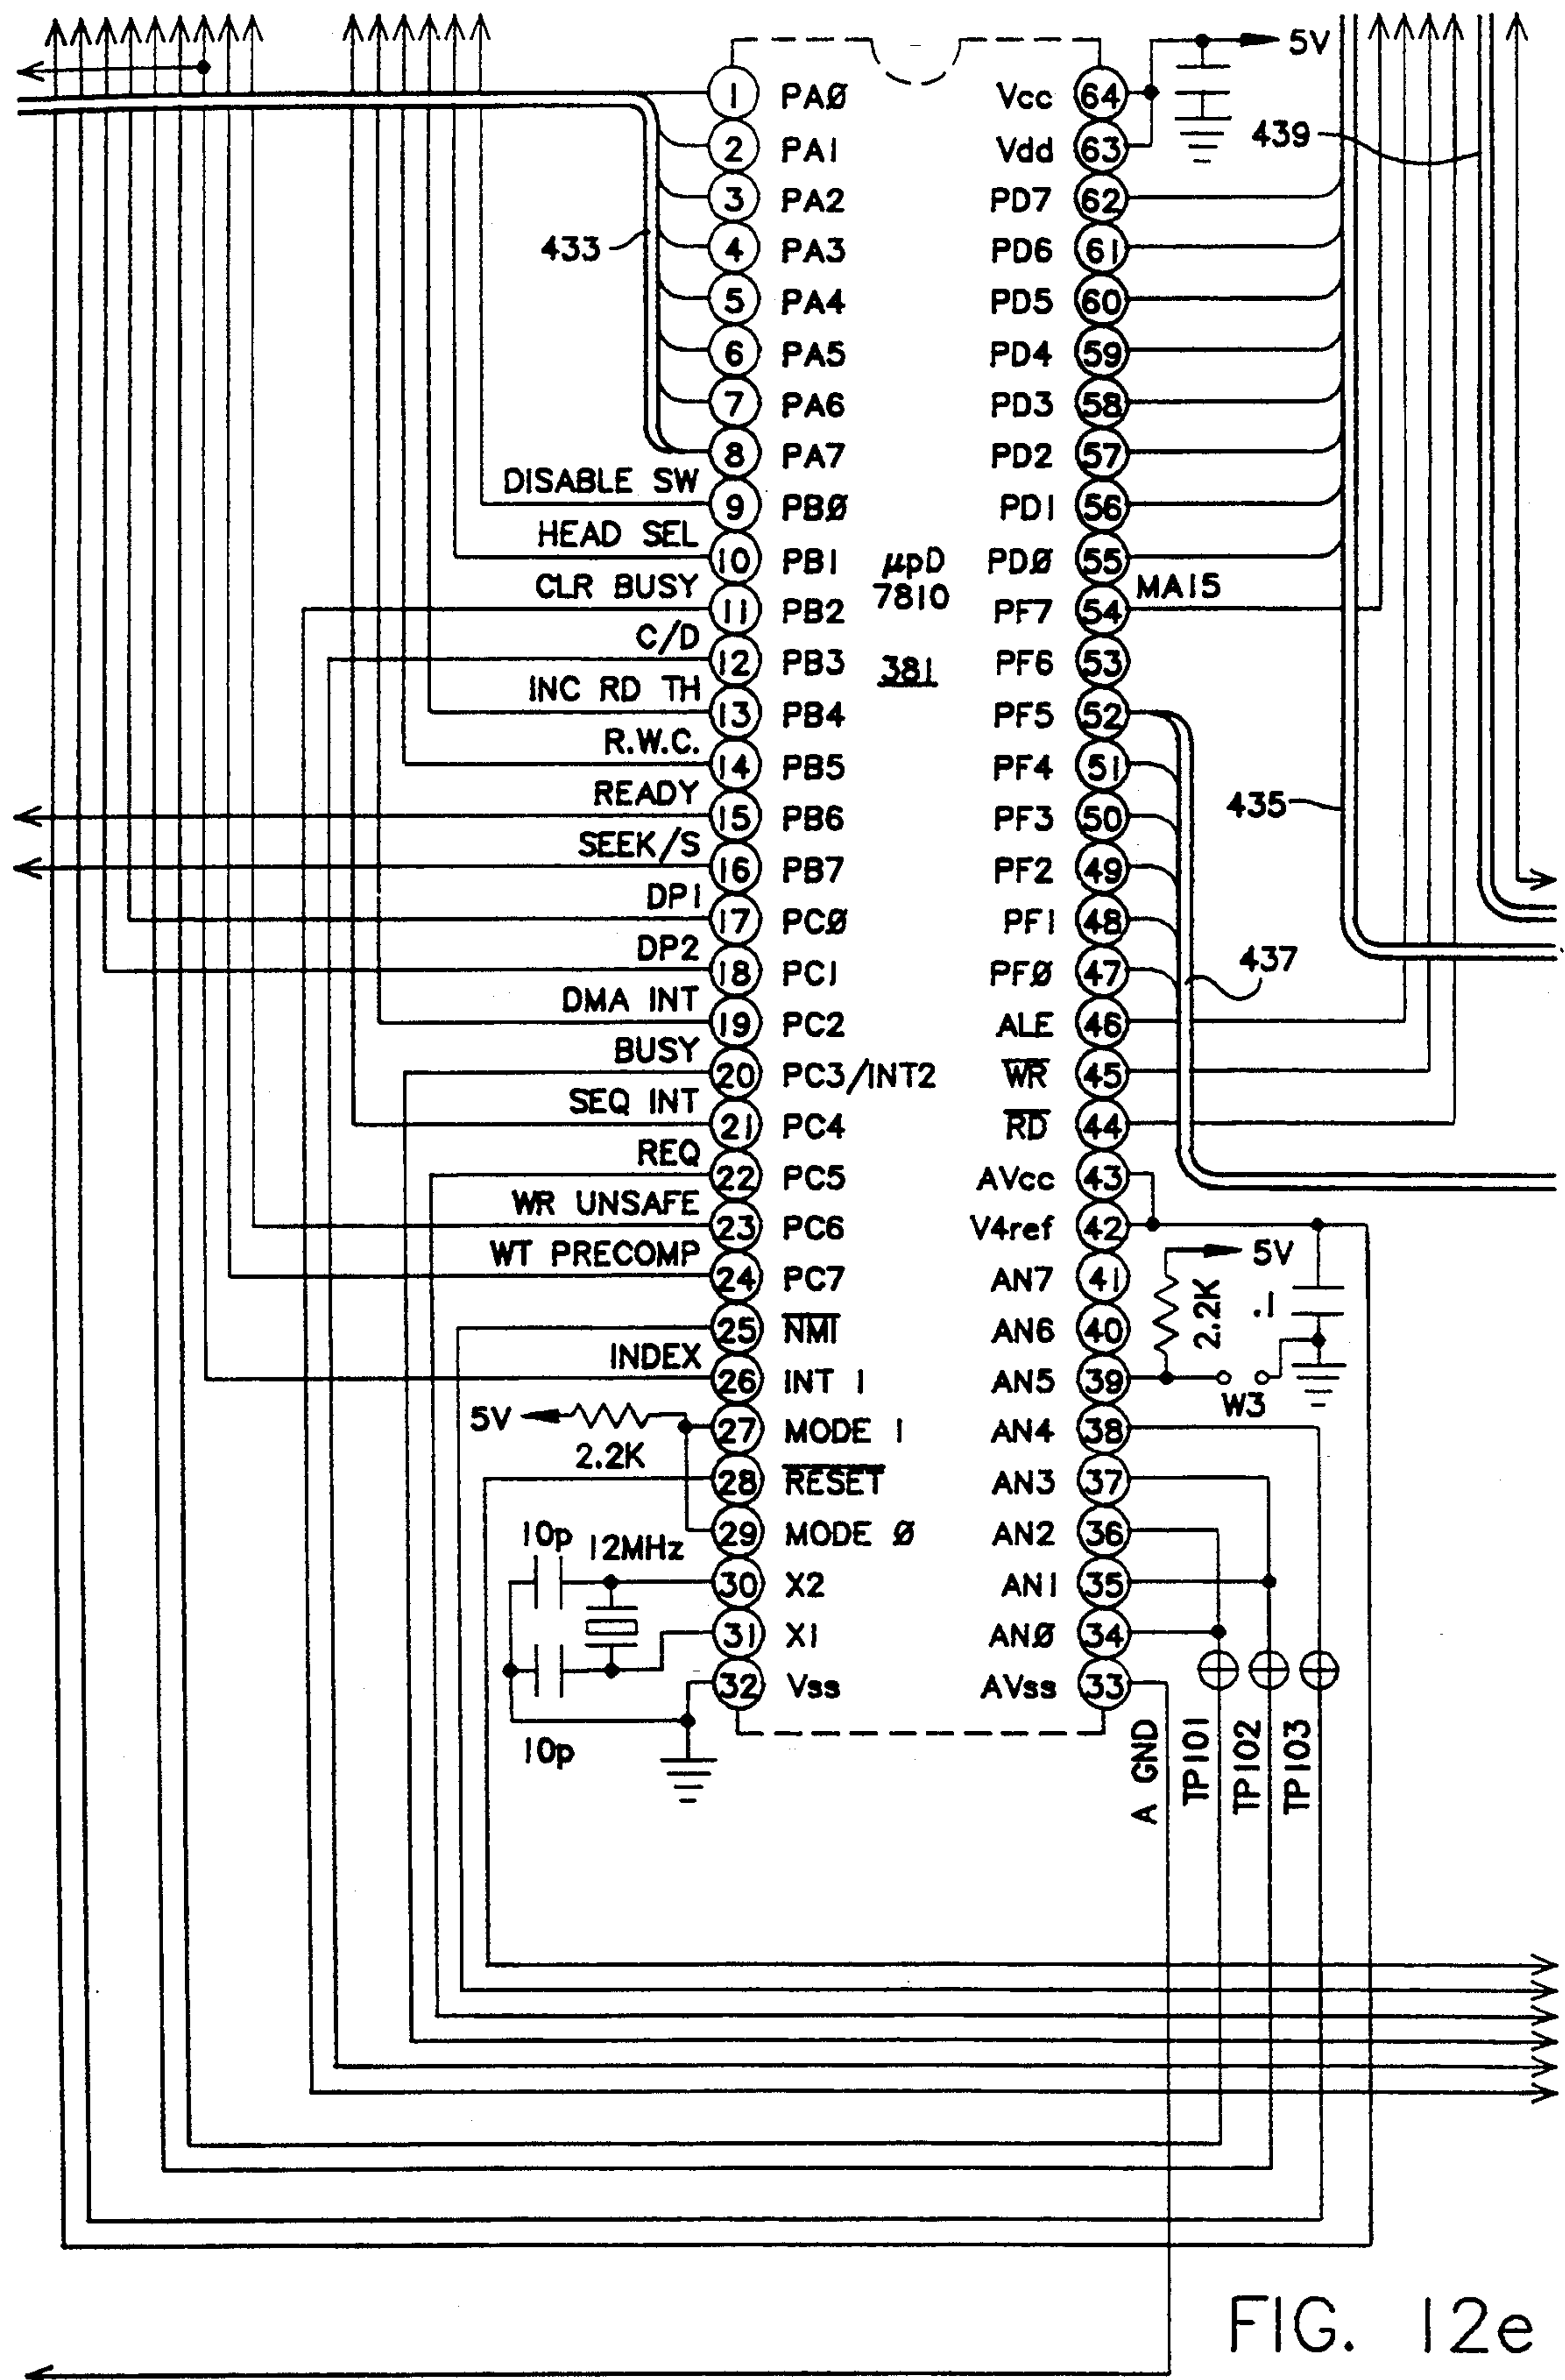 5V
1 PAØ Vcc 64
439
2 PA1 Vdd 63
3 PA2 PD7 62
433
4 PA3 PD6 61
5 PA4 PD5 60
6 PA5 PD4 59
7 PA6 PD3 58
8 PA7 PD2 57
DISABLE SW 9 PBØ PD1 56
HEAD SEL 10 PB1 µpD PDØ 55
CLR BUSY 11 PB2 7810 PF7 54 MA15
C/D 12 PB3 381 PF6 53
INC RD TH 13 PB4 PF5 52
R.W.C. 14 PB5 PF4 51
READY 15 PB6 PF3 50 435
SEEK/S 16 PB7 PF2 49
DP1 17 PCØ PF1 48
DP2 18 PC1 PFØ 47 437
DMA INT 19 PC2 ALE 46
BUSY 20 PC3/INT2 WR 45
SEQ INT 21 PC4 RD 44
REQ 22 PC5 AVcc 43
WR UNSAFE 23 PC6 V4ref 42
WT PRECOMP 24 PC7 AN7 41 5V 2.2K .1
25 NMI AN6 40
INDEX 26 INT 1 AN5 39 W3
5V 2.2K 27 MODE 1 AN4 38
28 RESET AN3 37
29 MODE Ø AN2 36
10p 12MHz 30 X2 AN1 35
31 X1 ANØ 34
32 Vss AVss 33
10p
A GND
TP101
TP102
TP103
FIG. 12e